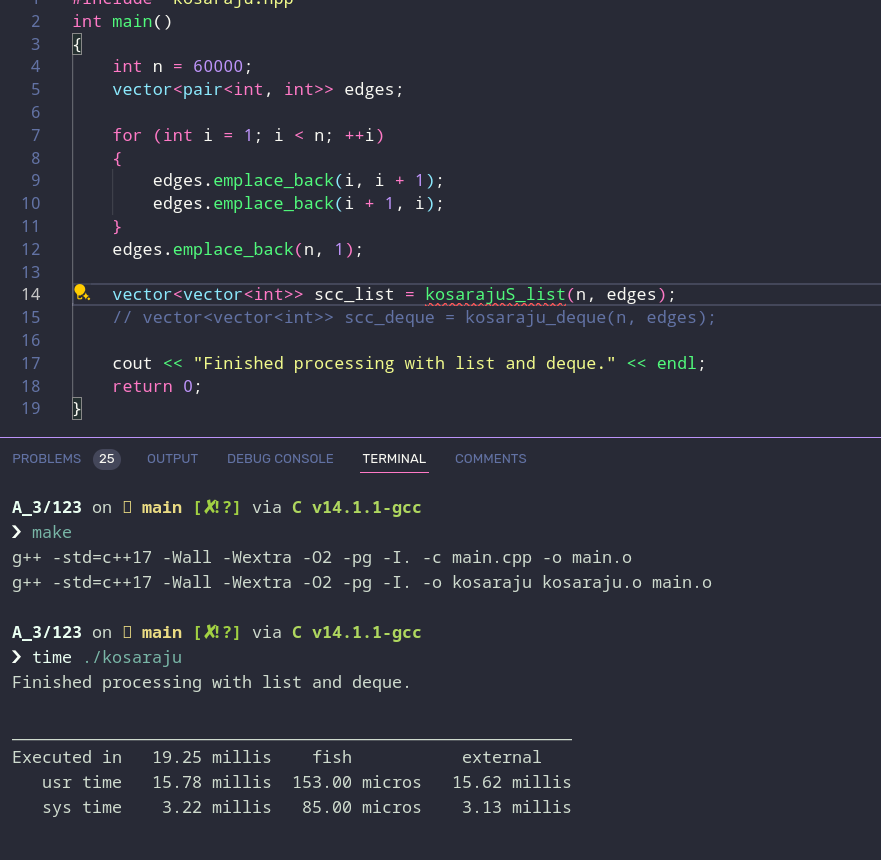 1 #include "kosaraju.hpp"
2 int main()
3 {
4     int n = 60000;
5     vector<pair<int, int>> edges;
6
7     for (int i = 1; i < n; ++i)
8     {
9         edges.emplace_back(i, i + 1);
10         edges.emplace_back(i + 1, i);
11     }
12     edges.emplace_back(n, 1);
13
14     vector<vector<int>> scc_list = kosarajuS_list(n, edges);
15     // vector<vector<int>> scc_deque = kosaraju_deque(n, edges);
16
17     cout << "Finished processing with list and deque." << endl;
18     return 0;
19 }
PROBLEMS 25 OUTPUT DEBUG CONSOLE TERMINAL COMMENTS
A_3/123 on main [✘!?] via C v14.1.1-gcc
❯ make
g++ -std=c++17 -Wall -Wextra -O2 -pg -I. -c main.cpp -o main.o
g++ -std=c++17 -Wall -Wextra -O2 -pg -I. -o kosaraju kosaraju.o main.o
A_3/123 on main [✘!?] via C v14.1.1-gcc
❯ time ./kosaraju
Finished processing with list and deque.
Executed in 19.25 millis fish external
usr time 15.78 millis 153.00 micros 15.62 millis
sys time 3.22 millis 85.00 micros 3.13 millis